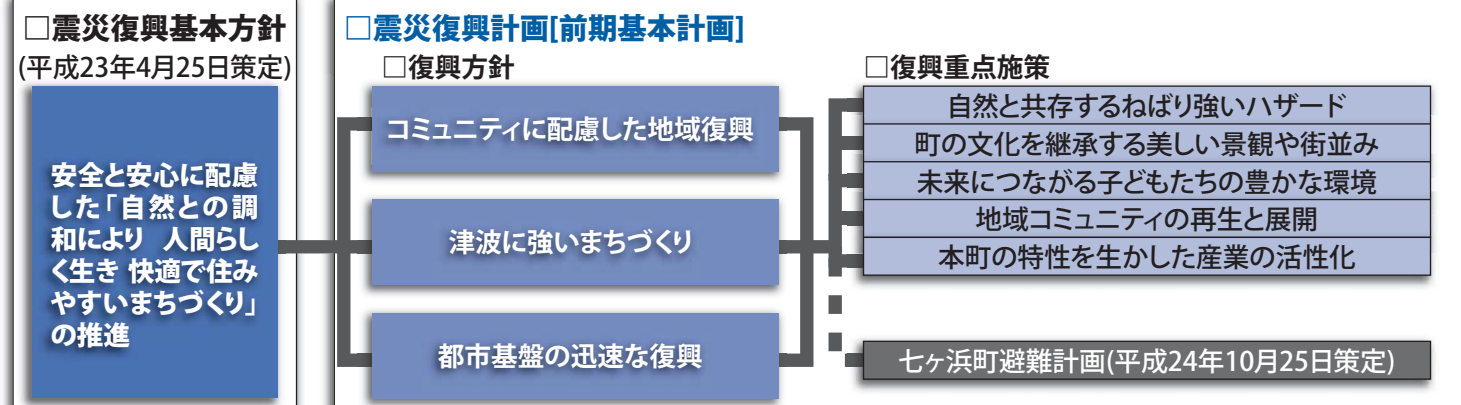 □震災復興基本方針
(平成23年4月25日策定)
安全と安心に配慮
した「自然との調
和により 人間らし
く生き 快適で住み
やすいまちづくり」
の推進
□震災復興計画[前期基本計画]
□復興方針
コミュニティに配慮した地域復興
津波に強いまちづくり
都市基盤の迅速な復興
□復興重点施策
自然と共存するねばり強いハザード
町の文化を継承する美しい景観や街並み
未来につながる子どもたちの豊かな環境
地域コミュニティの再生と展開
本町の特性を生かした産業の活性化
七ヶ浜町避難計画(平成24年10月25日策定)